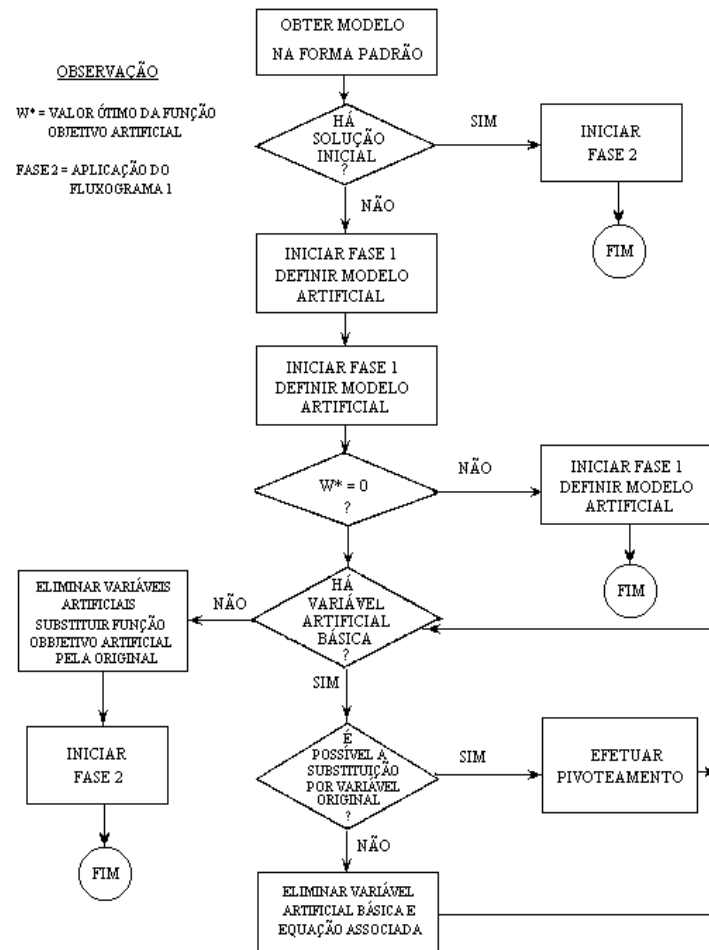 OBTER MODELO
NA FORMA PADRÃO
OBSERVAÇÃO
W* = VALOR ÓTIMO DA FUNÇÃO
OBJETIVO ARTIFICIAL
FASE 2 = APLICAÇÃO DO
FLUXOGRAMA 1
HÁ
SOLUÇÃO
INICIAL
?
SIM
INICIAR
FASE 2
FIM
NÃO
INICIAR FASE 1
DEFINIR MODELO
ARTIFICIAL
INICIAR FASE 1
DEFINIR MODELO
ARTIFICIAL
W* = 0
?
NÃO
INICIAR FASE 1
DEFINIR MODELO
ARTIFICIAL
FIM
HÁ
VARIÁVEL
ARTIFICIAL
BÁSICA
?
NÃO
ELIMINAR VARIÁVEIS
ARTIFICIAIS
SUBSTITUIR FUNÇÃO
OBBJETIVO ARTIFICIAL
PELA ORIGINAL
INICIAR
FASE 2
FIM
SIM
É
POSSÍVEL A
SUBSTITUIÇÃO
POR VARIÁVEL
ORIGINAL
?
SIM
EFETUAR
PIVOTEAMENTO
NÃO
ELIMINAR VARIÁVEL
ARTIFICIAL BÁSICA E
EQUAÇÃO ASSOCIADA